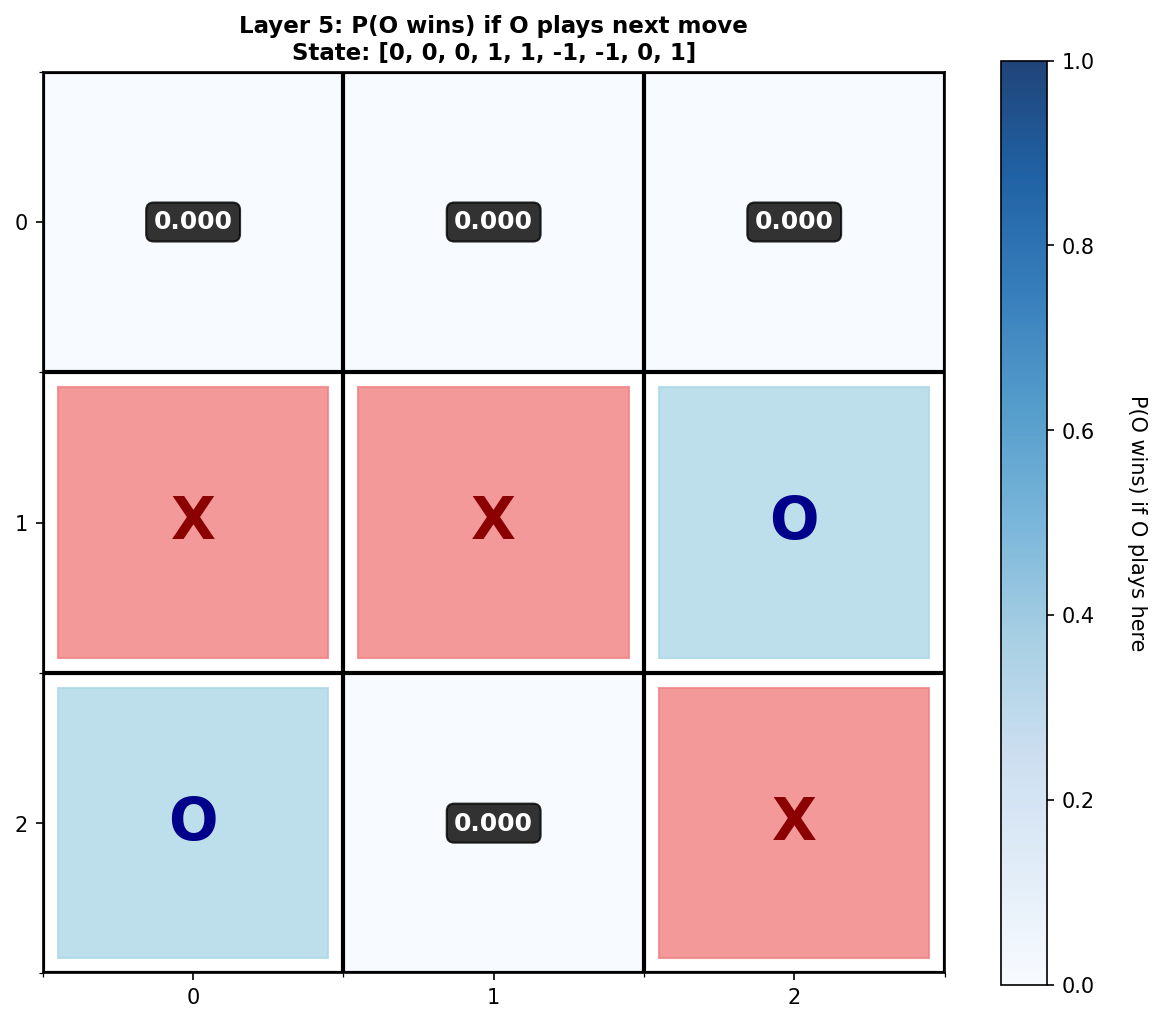 Layer 5: P(O wins) if O plays next move
State: [0, 0, 0, 1, 1, -1, -1, 0, 1]
0
0.000
0.000
0.000
1
X
X
O
2
O
0.000
X
0
1
2
1.0
0.8
0.6
0.4
0.2
0.0
P(O wins) if O plays here